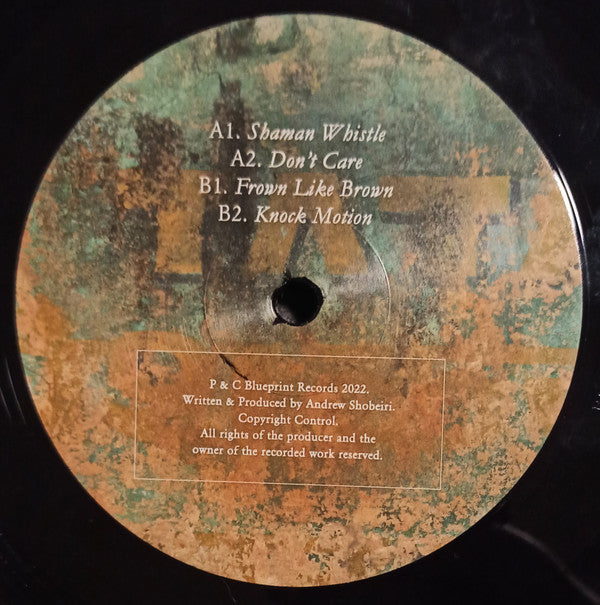 A1. Shaman Whistle
A2. Don't Care
B1. Frown Like Brown
B2. Knock Motion
P & C Blueprint Records 2022.
Written & Produced by Andrew Shobeiri.
Copyright Control.
All rights of the producer and the
owner of the recorded work reserved.